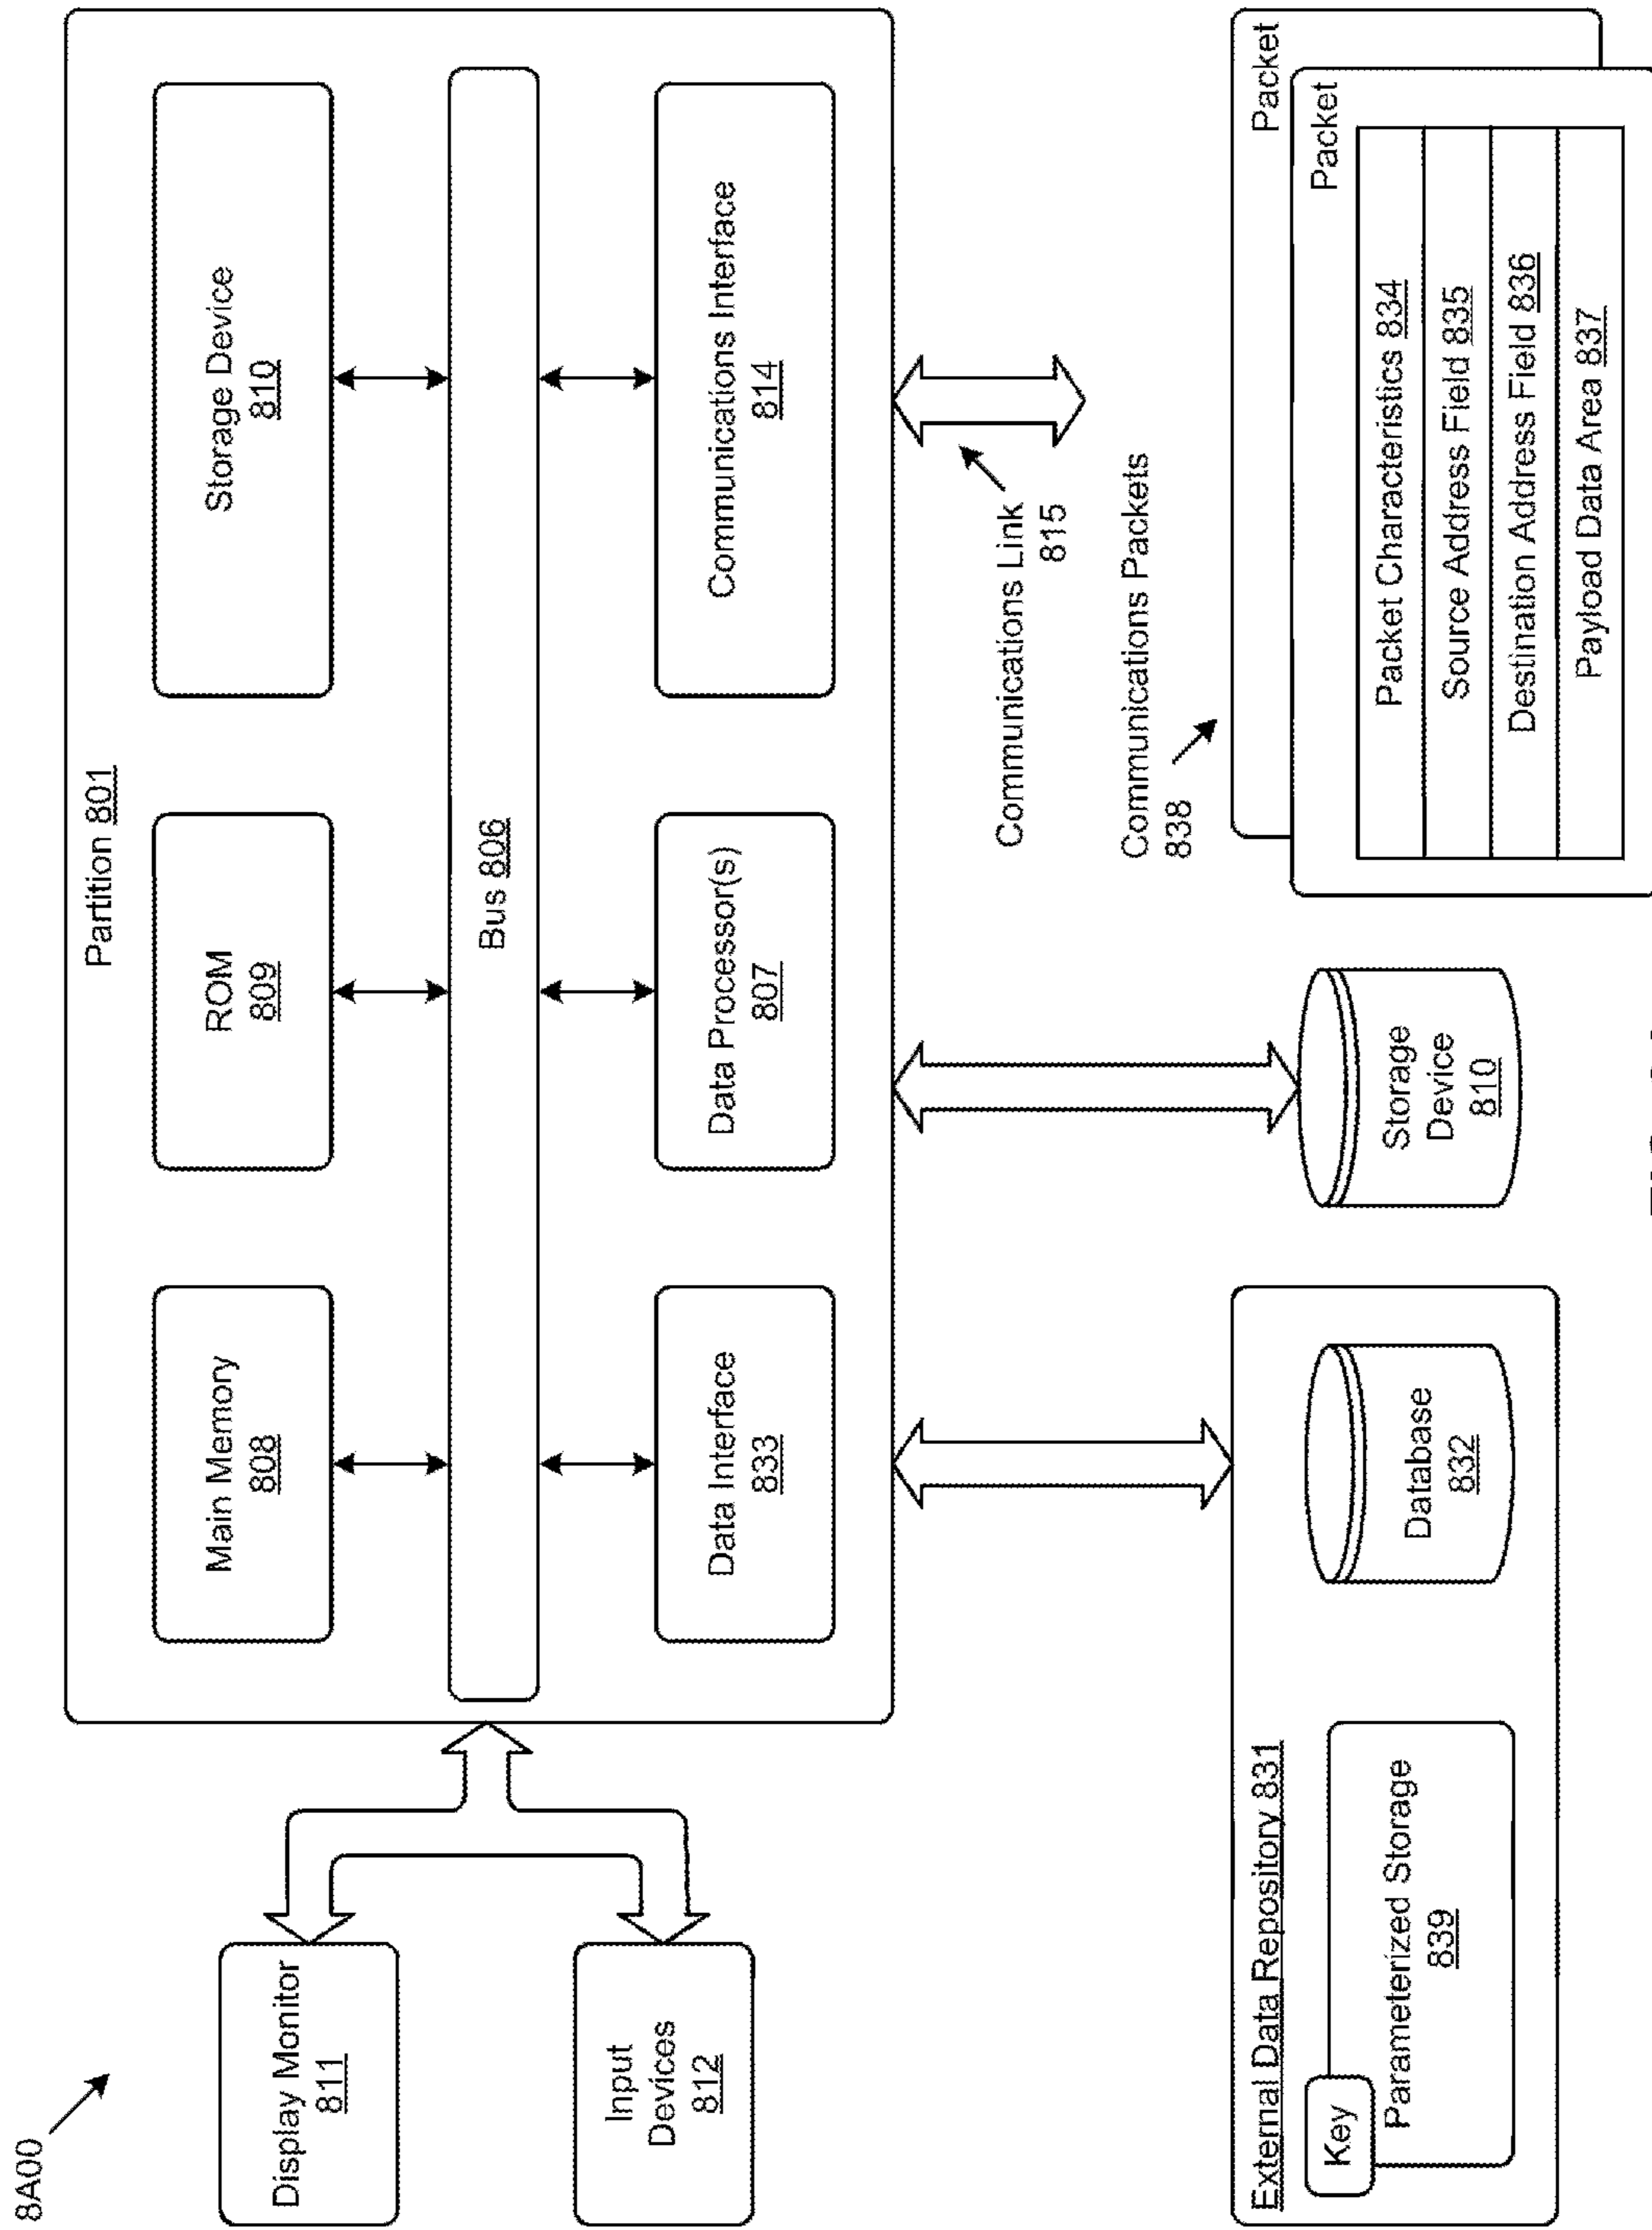 8A00
Partition 801
Display Monitor
811
Input
Devices
812
Main Memory
808
ROM
809
Storage Device
810
Bus 806
Data Interface
833
Data Processor(s)
807
Communications Interface
814
Communications Link
815
Communications Packets
838
External Data Repository 831
Key
Parameterized Storage
839
Database
832
Storage
Device
810
Packet
Packet
Packet Characteristics 834
Source Address Field 835
Destination Address Field 836
Payload Data Area 837